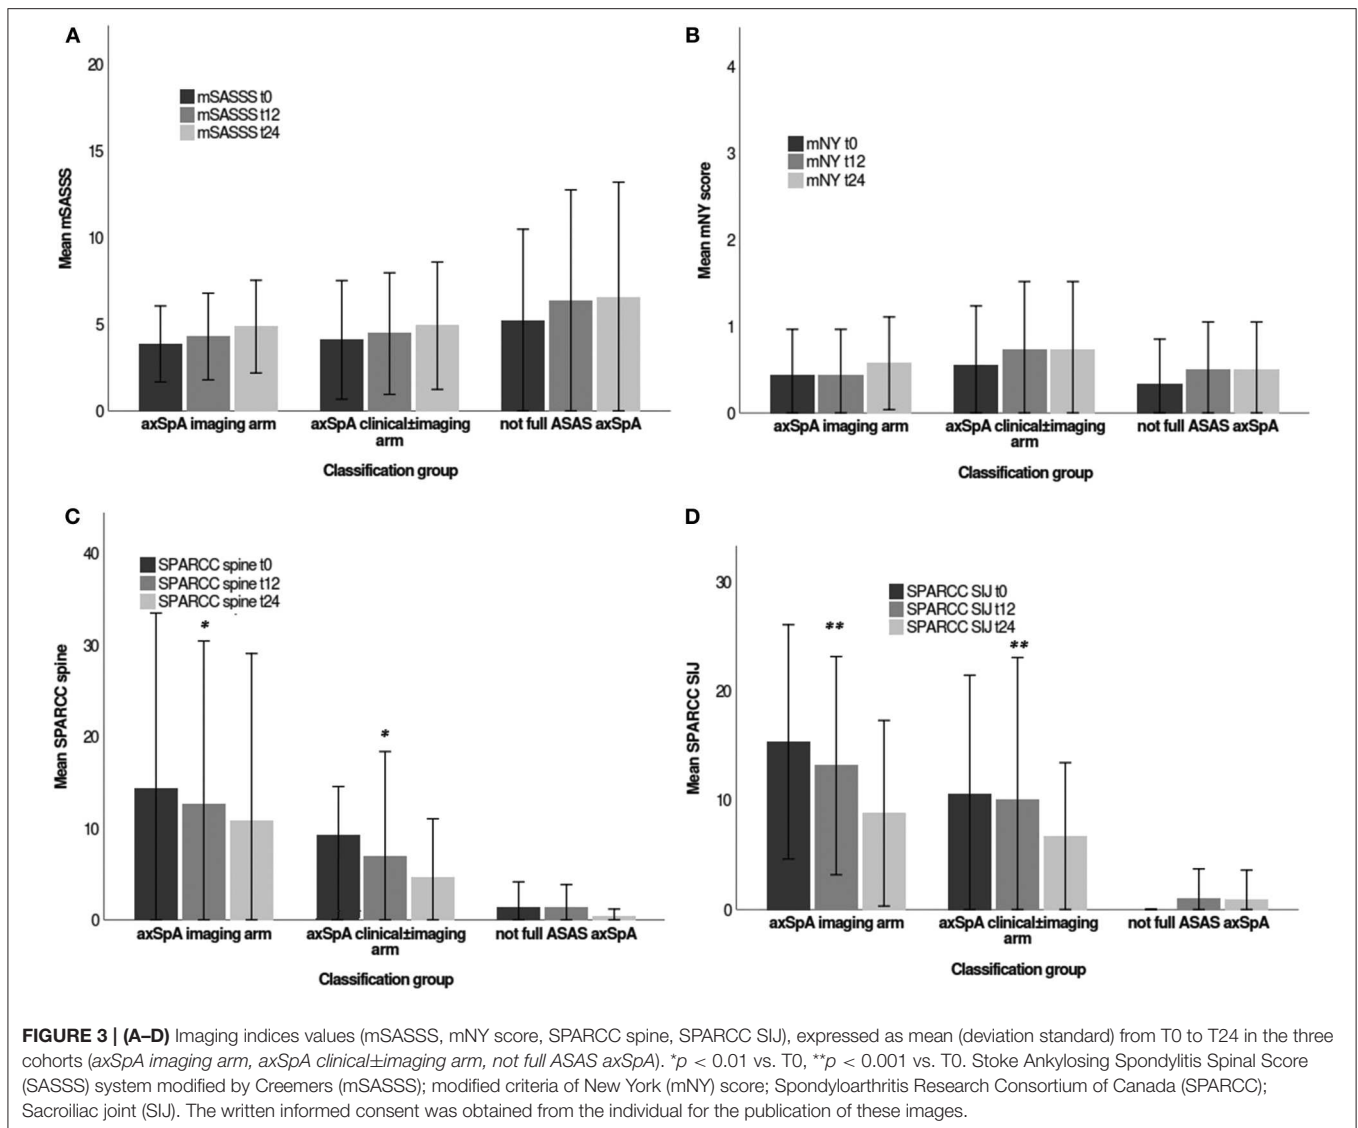 A
20
15
10
5
0
Mean mSASSS
mSASSS t0
mSASSS t12
mSASSS t24
axSpA imaging arm
axSpA clinical±imaging
arm
not full ASAS axSpA
Classification group
B
4
3
2
1
0
Mean mNY score
mNY t0
mNY t12
mNY t24
axSpA imaging arm
axSpA clinical±imaging
arm
not full ASAS axSpA
Classification group
C
40
30
20
10
0
Mean SPARCC spine
SPARCC spine t0
SPARCC spine t12
SPARCC spine t24
*
*
axSpA imaging arm
axSpA clinical±imaging
arm
not full ASAS axSpA
Classification group
D
30
20
10
0
Mean SPARCC SIJ
SPARCC SIJ t0
SPARCC SIJ t12
SPARCC SIJ t24
**
**
axSpA imaging arm
axSpA clinical±imaging
arm
not full ASAS axSpA
Classification group
FIGURE 3 | (A–D) Imaging indices values (mSASSS, mNY score, SPARCC spine, SPARCC SIJ), expressed as mean (deviation standard) from T0 to T24 in the three
cohorts (axSpA imaging arm, axSpA clinical±imaging arm, not full ASAS axSpA). *p < 0.01 vs. T0, **p < 0.001 vs. T0. Stoke Ankylosing Spondylitis Spinal Score
(SASSS) system modified by Creemers (mSASSS); modified criteria of New York (mNY) score; Spondyloarthritis Research Consortium of Canada (SPARCC);
Sacroiliac joint (SIJ). The written informed consent was obtained from the individual for the publication of these images.